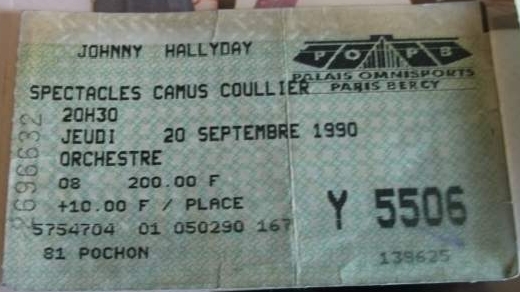 JOHNNY HALLYDAY
POPB
PALAIS OMNISPORTS
PARIS BERCY
SPECTACLES CAMUS COULLIER
20H30
JEUDI 20 SEPTEMBRE 1990
ORCHESTRE
08 200.00 F
+10.00 F / PLACE
Y 5506
5754704 01 050290 167
81 POCHON
138625